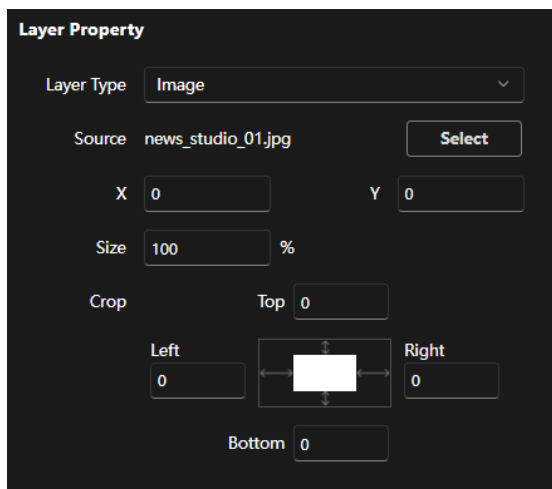 Layer Property
Layer Type Image
Source news_studio_01.jpg Select
X 0 Y 0
Size 100 %
Crop Top 0
Left Right
0 0
Bottom 0